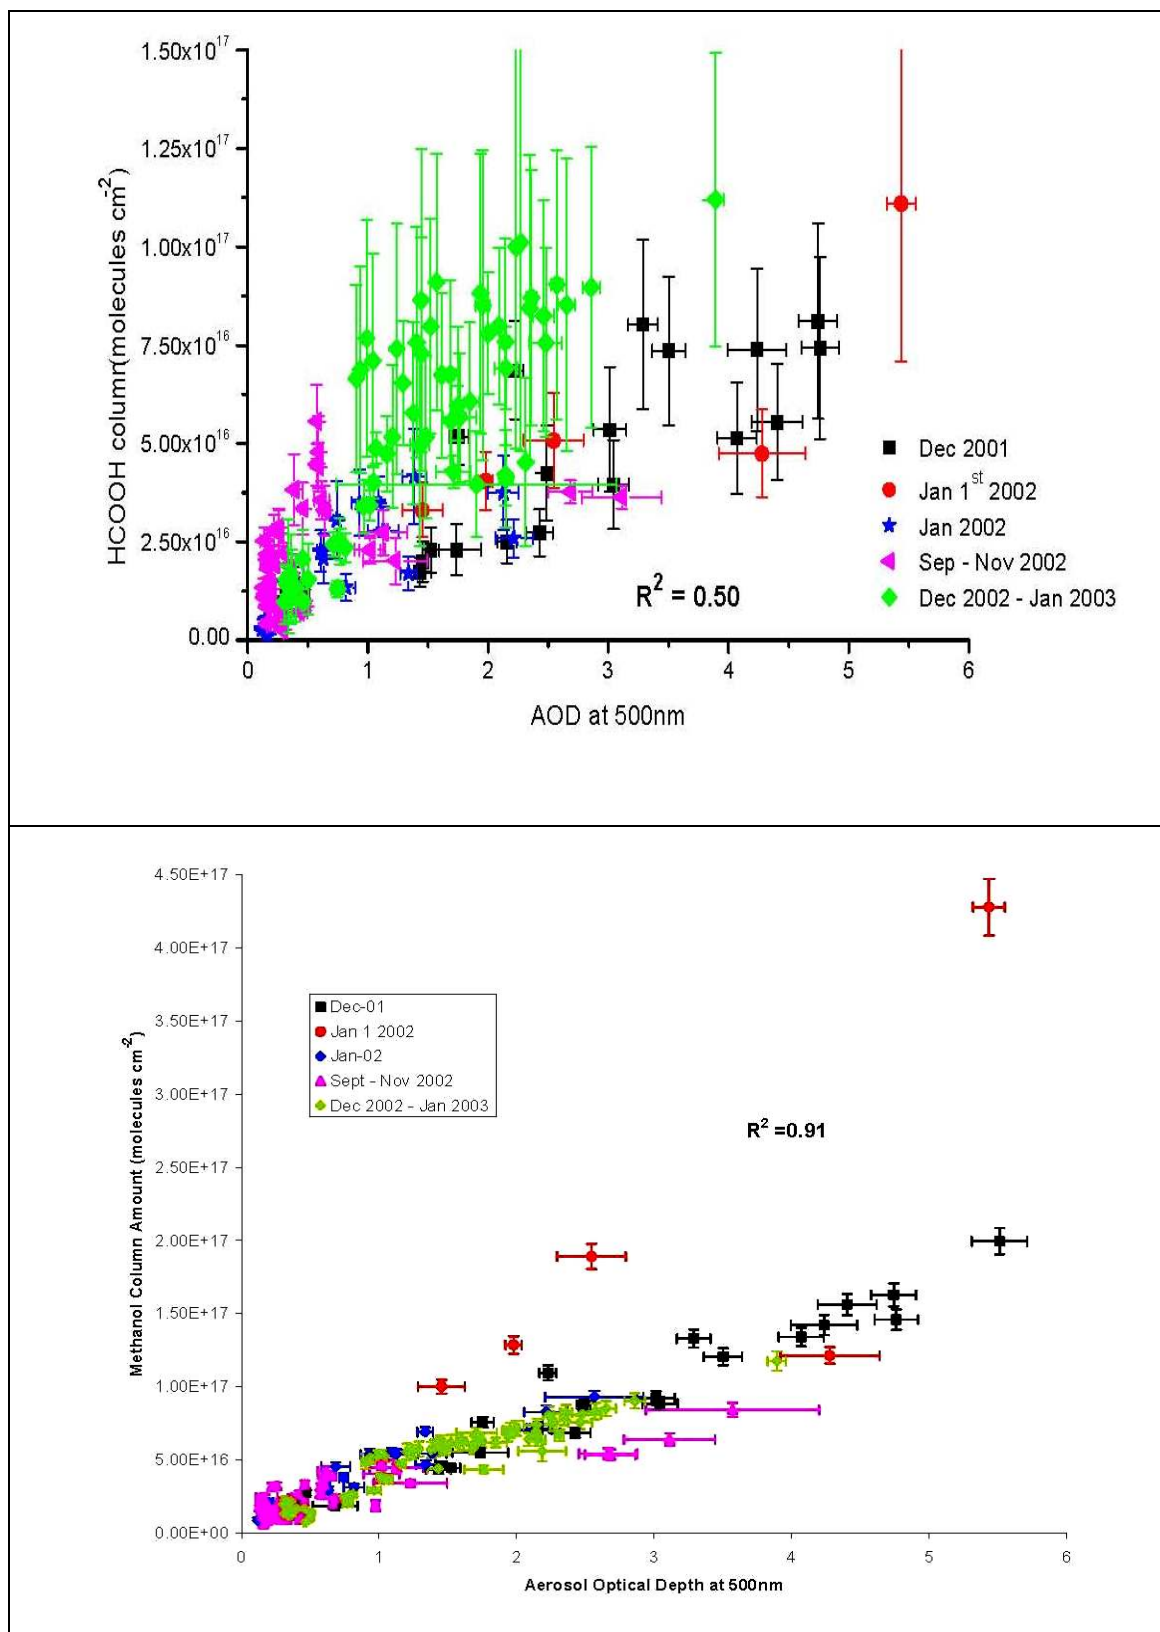 1.50x10^17
1.25x10^17
1.00x10^17
7.50x10^16
5.00x10^16
2.50x10^16
0.00
HCOOH column(molecules cm^-2)
0 1 2 3 4 5 6
AOD at 500nm
Dec 2001
Jan 1^st 2002
Jan 2002
Sep - Nov 2002
Dec 2002 - Jan 2003
R^2 = 0.50
4.50E+17
4.00E+17
3.50E+17
3.00E+17
2.50E+17
2.00E+17
1.50E+17
1.00E+17
5.00E+16
0.00E+00
Methanol Column Amount (molecules cm^-2)
Dec-01
Jan 1 2002
Jan-02
Sept - Nov 2002
Dec 2002 - Jan 2003
R^2 =0.91
0 1 2 3 4 5 6
Aerosol Optical Depth at 500nm